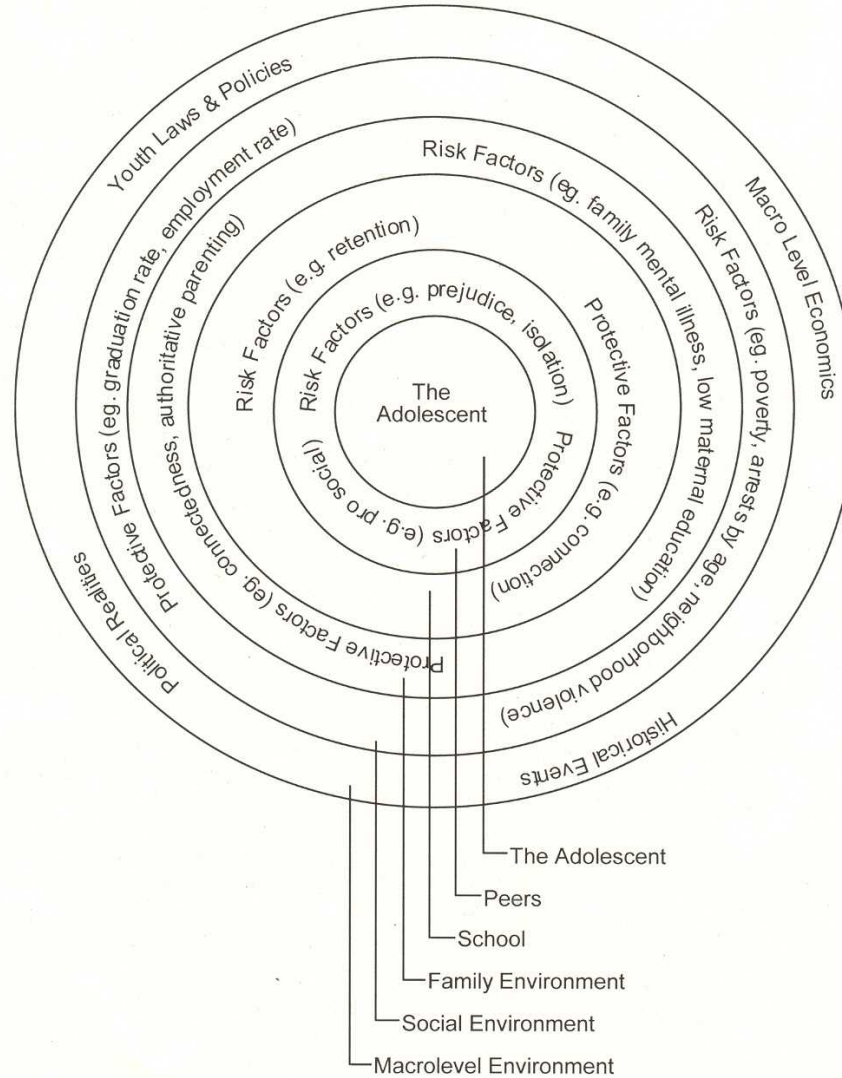 Youth Laws & Policies
Macro Level Economics
Historical Events
Political Realities
Protective Factors (eg. graduation rate, employment rate)
Risk Factors (eg. poverty, arrests by age, neighborhood violence)
Risk Factors (eg. family mental illness, low maternal education)
Protective Factors (eg. connectedness, authoritative parenting)
Risk Factors (e.g. retention)
Protective Factors (e.g. connection)
Risk Factors (e.g. prejudice, isolation)
Protective Factors (e.g. pro social)
The
Adolescent
The Adolescent
Peers
School
Family Environment
Social Environment
Macrolevel Environment